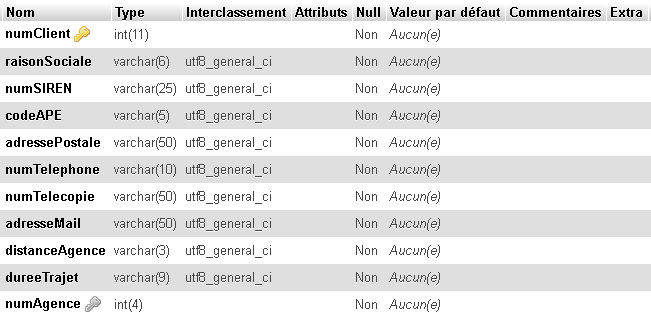 Nom Type Interclassement Attributs Null Valeur par défaut Commentaires Extra
numClient int(11) Non Aucun(e)
raisonSociale varchar(6) utf8_general_ci Non Aucun(e)
numSIREN varchar(25) utf8_general_ci Non Aucun(e)
codeAPE varchar(5) utf8_general_ci Non Aucun(e)
adressePostale varchar(50) utf8_general_ci Non Aucun(e)
numTelephone varchar(10) utf8_general_ci Non Aucun(e)
numTelecopie varchar(50) utf8_general_ci Non Aucun(e)
adresseMail varchar(50) utf8_general_ci Non Aucun(e)
distanceAgence varchar(3) utf8_general_ci Non Aucun(e)
dureeTrajet varchar(9) utf8_general_ci Non Aucun(e)
numAgence int(4) Non Aucun(e)